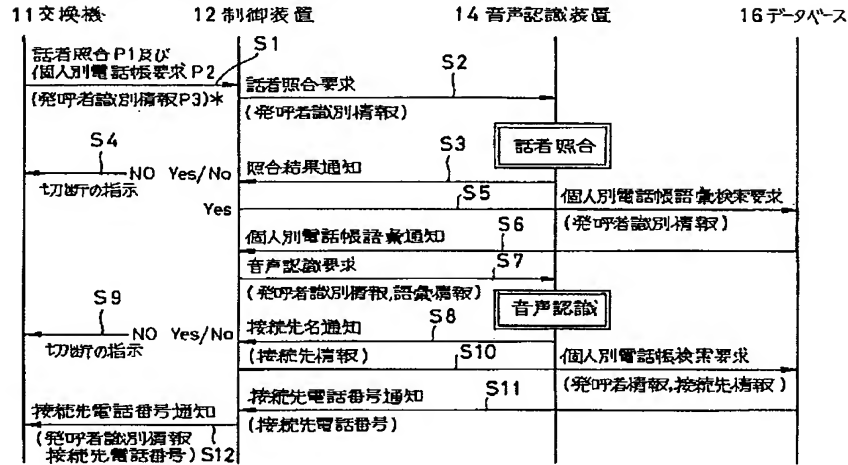 11 交換機
12 制御装置
14 音声認識装置
16 データベース
話者照合P1及び
個人別電話帳要求P2
S1
(発呼者識別情報P3)*
話者照合要求
S2
(発呼者識別情報)
話者照合
S4
S3
NO Yes/No
照合結果通知
切断の指示
Yes
S5
個人別電話帳語彙検索要求
(発呼者識別情報)
S6
個人別電話帳語彙通知
音声認識要求
S7
(発呼者識別情報,語彙情報)
音声認識
S9
NO Yes/No
接続先名通知
S8
切断の指示
(接続先情報)
S10
個人別電話帳検索要求
(発呼者情報,接続先情報)
接続先電話番号通知
S11
接続先電話番号通知
(接続先電話番号)
(発呼者識別情報
接続先電話番号) S12